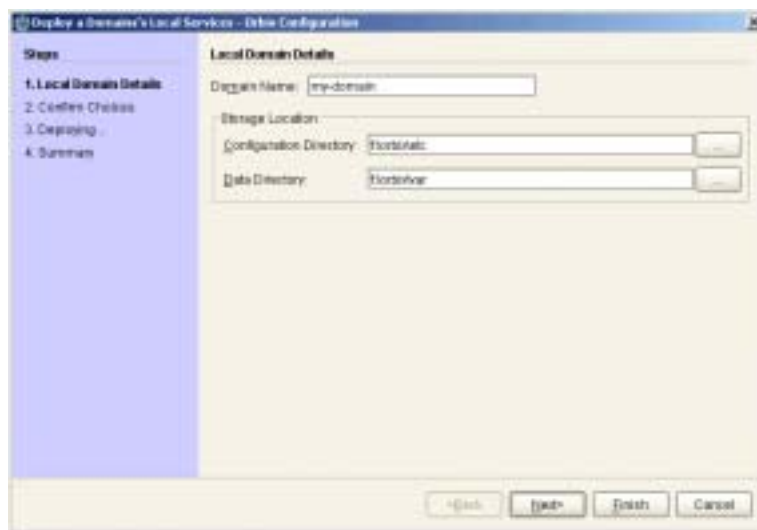 Deploy a Domain's Local Services - Orbix Configuration
Steps
1. Local Domain Details
2. Confirm Choices
3. Deploying...
4. Summary
Local Domain Details
Domain Name: my-domain
Storage Location
Configuration Directory ...
Data Directory ...
<Back Next> Finish Cancel